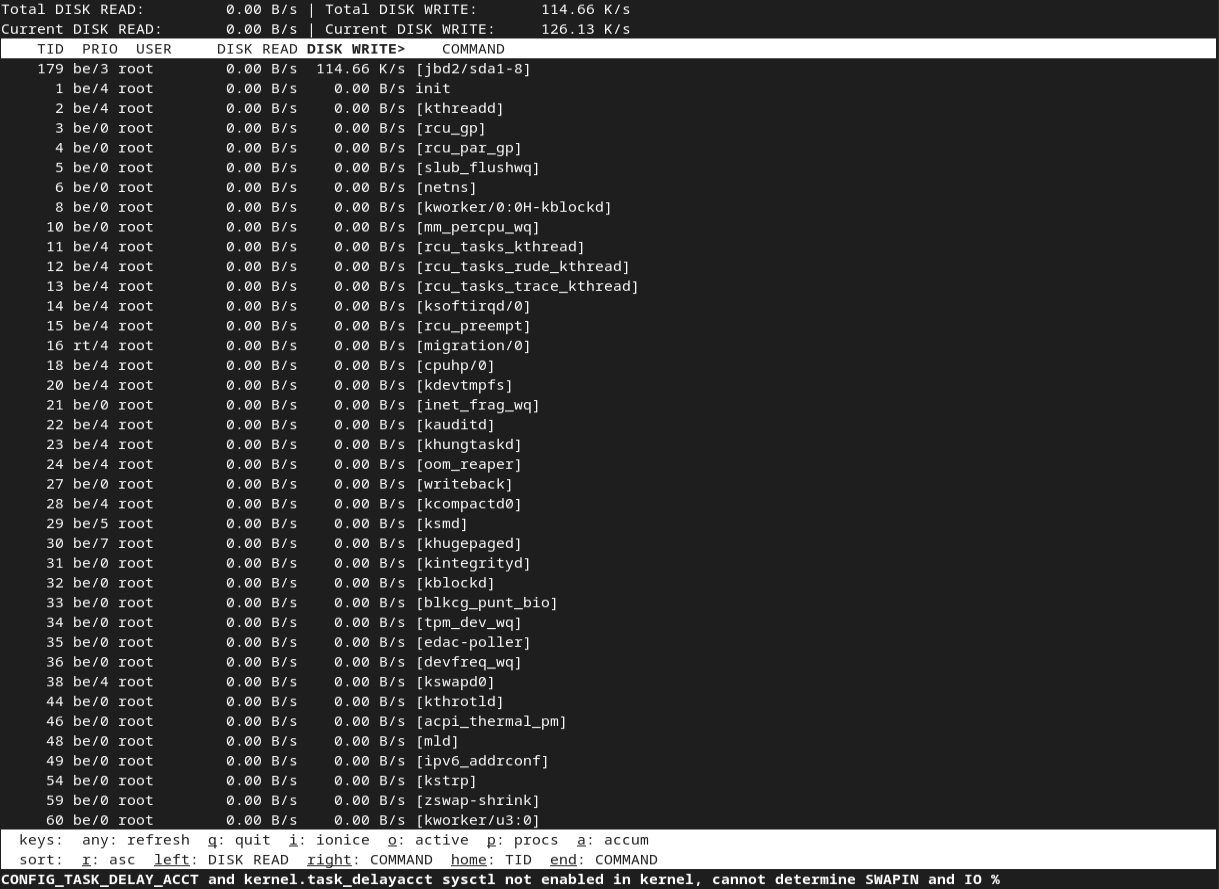 Total DISK READ:         0.00 B/s | Total DISK WRITE:       114.66 K/s
Current DISK READ:       0.00 B/s | Current DISK WRITE:     126.13 K/s
    TID  PRIO  USER     DISK READ DISK WRITE>    COMMAND
    179 be/3 root        0.00 B/s  114.66 K/s [jbd2/sda1-8]
      1 be/4 root        0.00 B/s    0.00 B/s init
      2 be/4 root        0.00 B/s    0.00 B/s [kthreadd]
      3 be/0 root        0.00 B/s    0.00 B/s [rcu_gp]
      4 be/0 root        0.00 B/s    0.00 B/s [rcu_par_gp]
      5 be/0 root        0.00 B/s    0.00 B/s [slub_flushwq]
      6 be/0 root        0.00 B/s    0.00 B/s [netns]
      8 be/0 root        0.00 B/s    0.00 B/s [kworker/0:0H-kblockd]
     10 be/0 root        0.00 B/s    0.00 B/s [mm_percpu_wq]
     11 be/4 root        0.00 B/s    0.00 B/s [rcu_tasks_kthread]
     12 be/4 root        0.00 B/s    0.00 B/s [rcu_tasks_rude_kthread]
     13 be/4 root        0.00 B/s    0.00 B/s [rcu_tasks_trace_kthread]
     14 be/4 root        0.00 B/s    0.00 B/s [ksoftirqd/0]
     15 be/4 root        0.00 B/s    0.00 B/s [rcu_preempt]
     16 rt/4 root        0.00 B/s    0.00 B/s [migration/0]
     18 be/4 root        0.00 B/s    0.00 B/s [cpuhp/0]
     20 be/4 root        0.00 B/s    0.00 B/s [kdevtmpfs]
     21 be/0 root        0.00 B/s    0.00 B/s [inet_frag_wq]
     22 be/4 root        0.00 B/s    0.00 B/s [kauditd]
     23 be/4 root        0.00 B/s    0.00 B/s [khungtaskd]
     24 be/4 root        0.00 B/s    0.00 B/s [oom_reaper]
     27 be/0 root        0.00 B/s    0.00 B/s [writeback]
     28 be/4 root        0.00 B/s    0.00 B/s [kcompactd0]
     29 be/5 root        0.00 B/s    0.00 B/s [ksmd]
     30 be/7 root        0.00 B/s    0.00 B/s [khugepaged]
     31 be/0 root        0.00 B/s    0.00 B/s [kintegrityd]
     32 be/0 root        0.00 B/s    0.00 B/s [kblockd]
     33 be/0 root        0.00 B/s    0.00 B/s [blkcg_punt_bio]
     34 be/0 root        0.00 B/s    0.00 B/s [tpm_dev_wq]
     35 be/0 root        0.00 B/s    0.00 B/s [edac-poller]
     36 be/0 root        0.00 B/s    0.00 B/s [devfreq_wq]
     38 be/4 root        0.00 B/s    0.00 B/s [kswapd0]
     44 be/0 root        0.00 B/s    0.00 B/s [kthrotld]
     46 be/0 root        0.00 B/s    0.00 B/s [acpi_thermal_pm]
     48 be/0 root        0.00 B/s    0.00 B/s [mld]
     49 be/0 root        0.00 B/s    0.00 B/s [ipv6_addrconf]
     54 be/0 root        0.00 B/s    0.00 B/s [kstrp]
     59 be/0 root        0.00 B/s    0.00 B/s [zswap-shrink]
     60 be/0 root        0.00 B/s    0.00 B/s [kworker/u3:0]
  keys:  any: refresh  q: quit  i: ionice  o: active  p: procs  a: accum
  sort:  r: asc  left: DISK READ  right: COMMAND  home: TID  end: COMMAND
CONFIG_TASK_DELAY_ACCT and kernel.task_delayacct sysctl not enabled in kernel, cannot determine SWAPIN and IO %